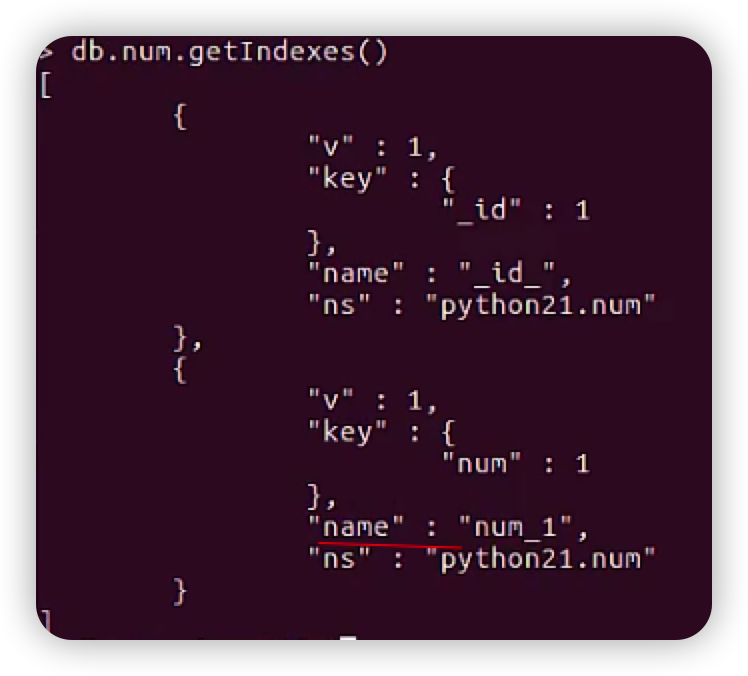 > db.num.getIndexes()
[
{
"v" : 1,
"key" : {
"_id" : 1
},
"name" : "_id_",
"ns" : "python21.num"
},
{
"v" : 1,
"key" : {
"num" : 1
},
"name" : "num_1",
"ns" : "python21.num"
}
]